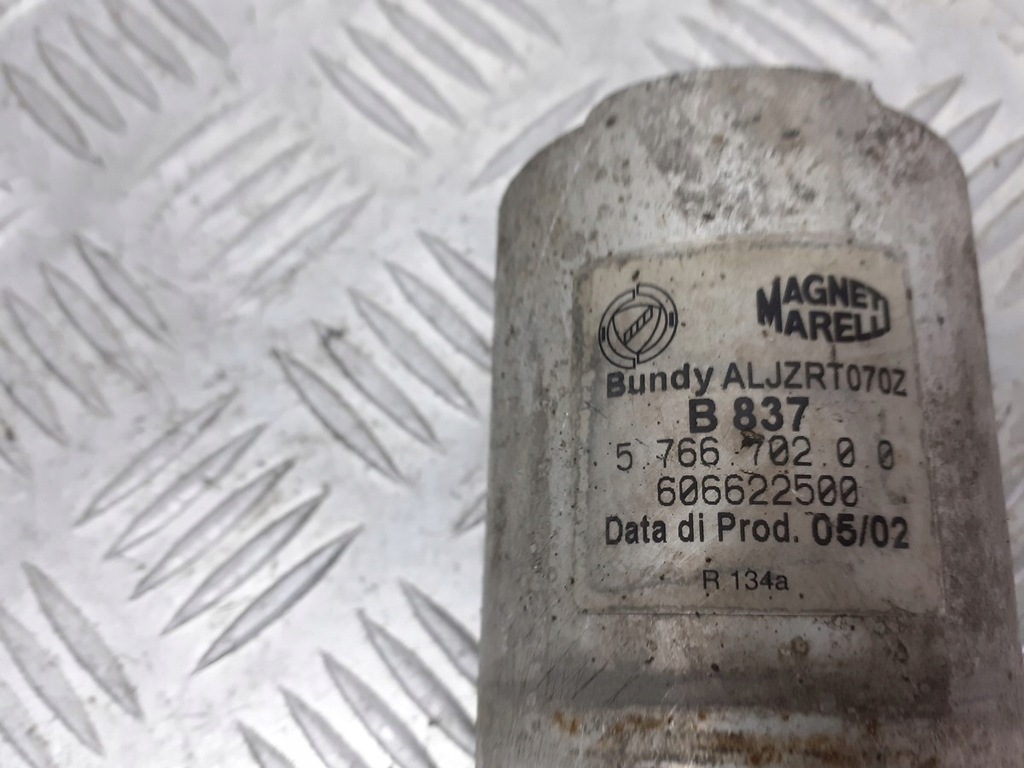 MAGNETI
MARELLI
Bundy ALJZRT070Z
B 837
5 766 702 0 0
606622500
Data di Prod. 05/02
R 134a